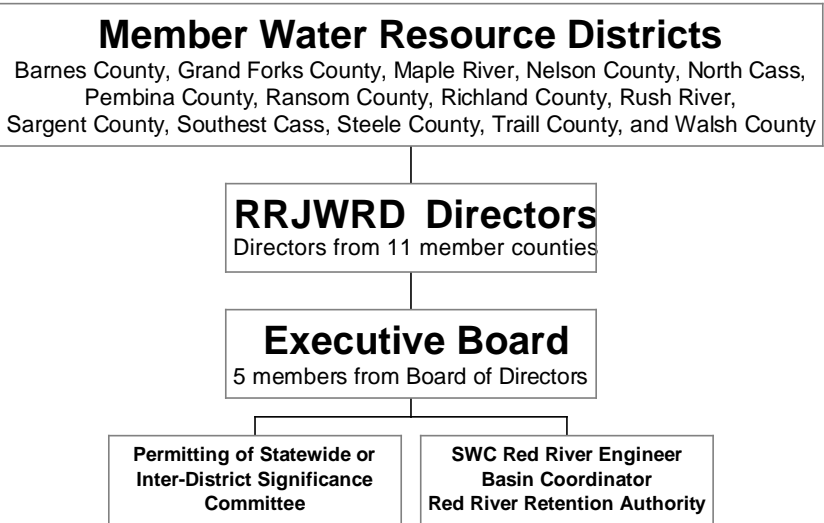 Member Water Resource Districts
Barnes County, Grand Forks County, Maple River, Nelson County, North Cass,
Pembina County, Ransom County, Richland County, Rush River,
Sargent County, Southest Cass, Steele County, Traill County, and Walsh County
RRJWRD Directors
Directors from 11 member counties
Executive Board
5 members from Board of Directors
Permitting of Statewide or
Inter-District Significance
Committee
SWC Red River Engineer
Basin Coordinator
Red River Retention Authority